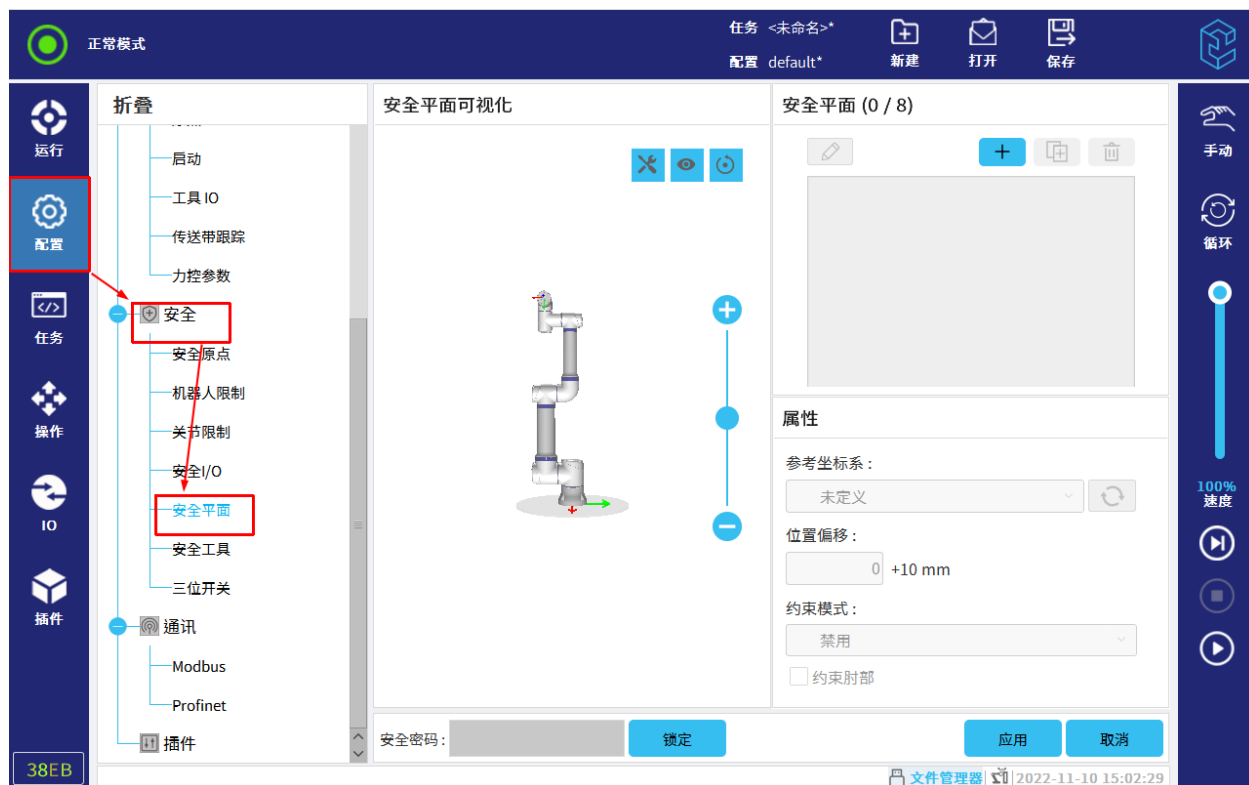 正常模式
任务 <未命名>*
配置 default*
新建
打开
保存
运行
配置
任务
操作
IO
插件
38EB
折叠
启动
工具 IO
传送带跟踪
力控参数
安全
安全原点
机器人限制
关节限制
安全I/O
安全平面
安全工具
三位开关
通讯
Modbus
Profinet
插件
安全平面可视化
安全平面 (0 / 8)
属性
参考坐标系 :
未定义
位置偏移 :
0 +10 mm
约束模式 :
禁用
约束肘部
安全密码 :
锁定
应用
取消
手动
循环
100%
速度
文件管理器
2022-11-10 15:02:29